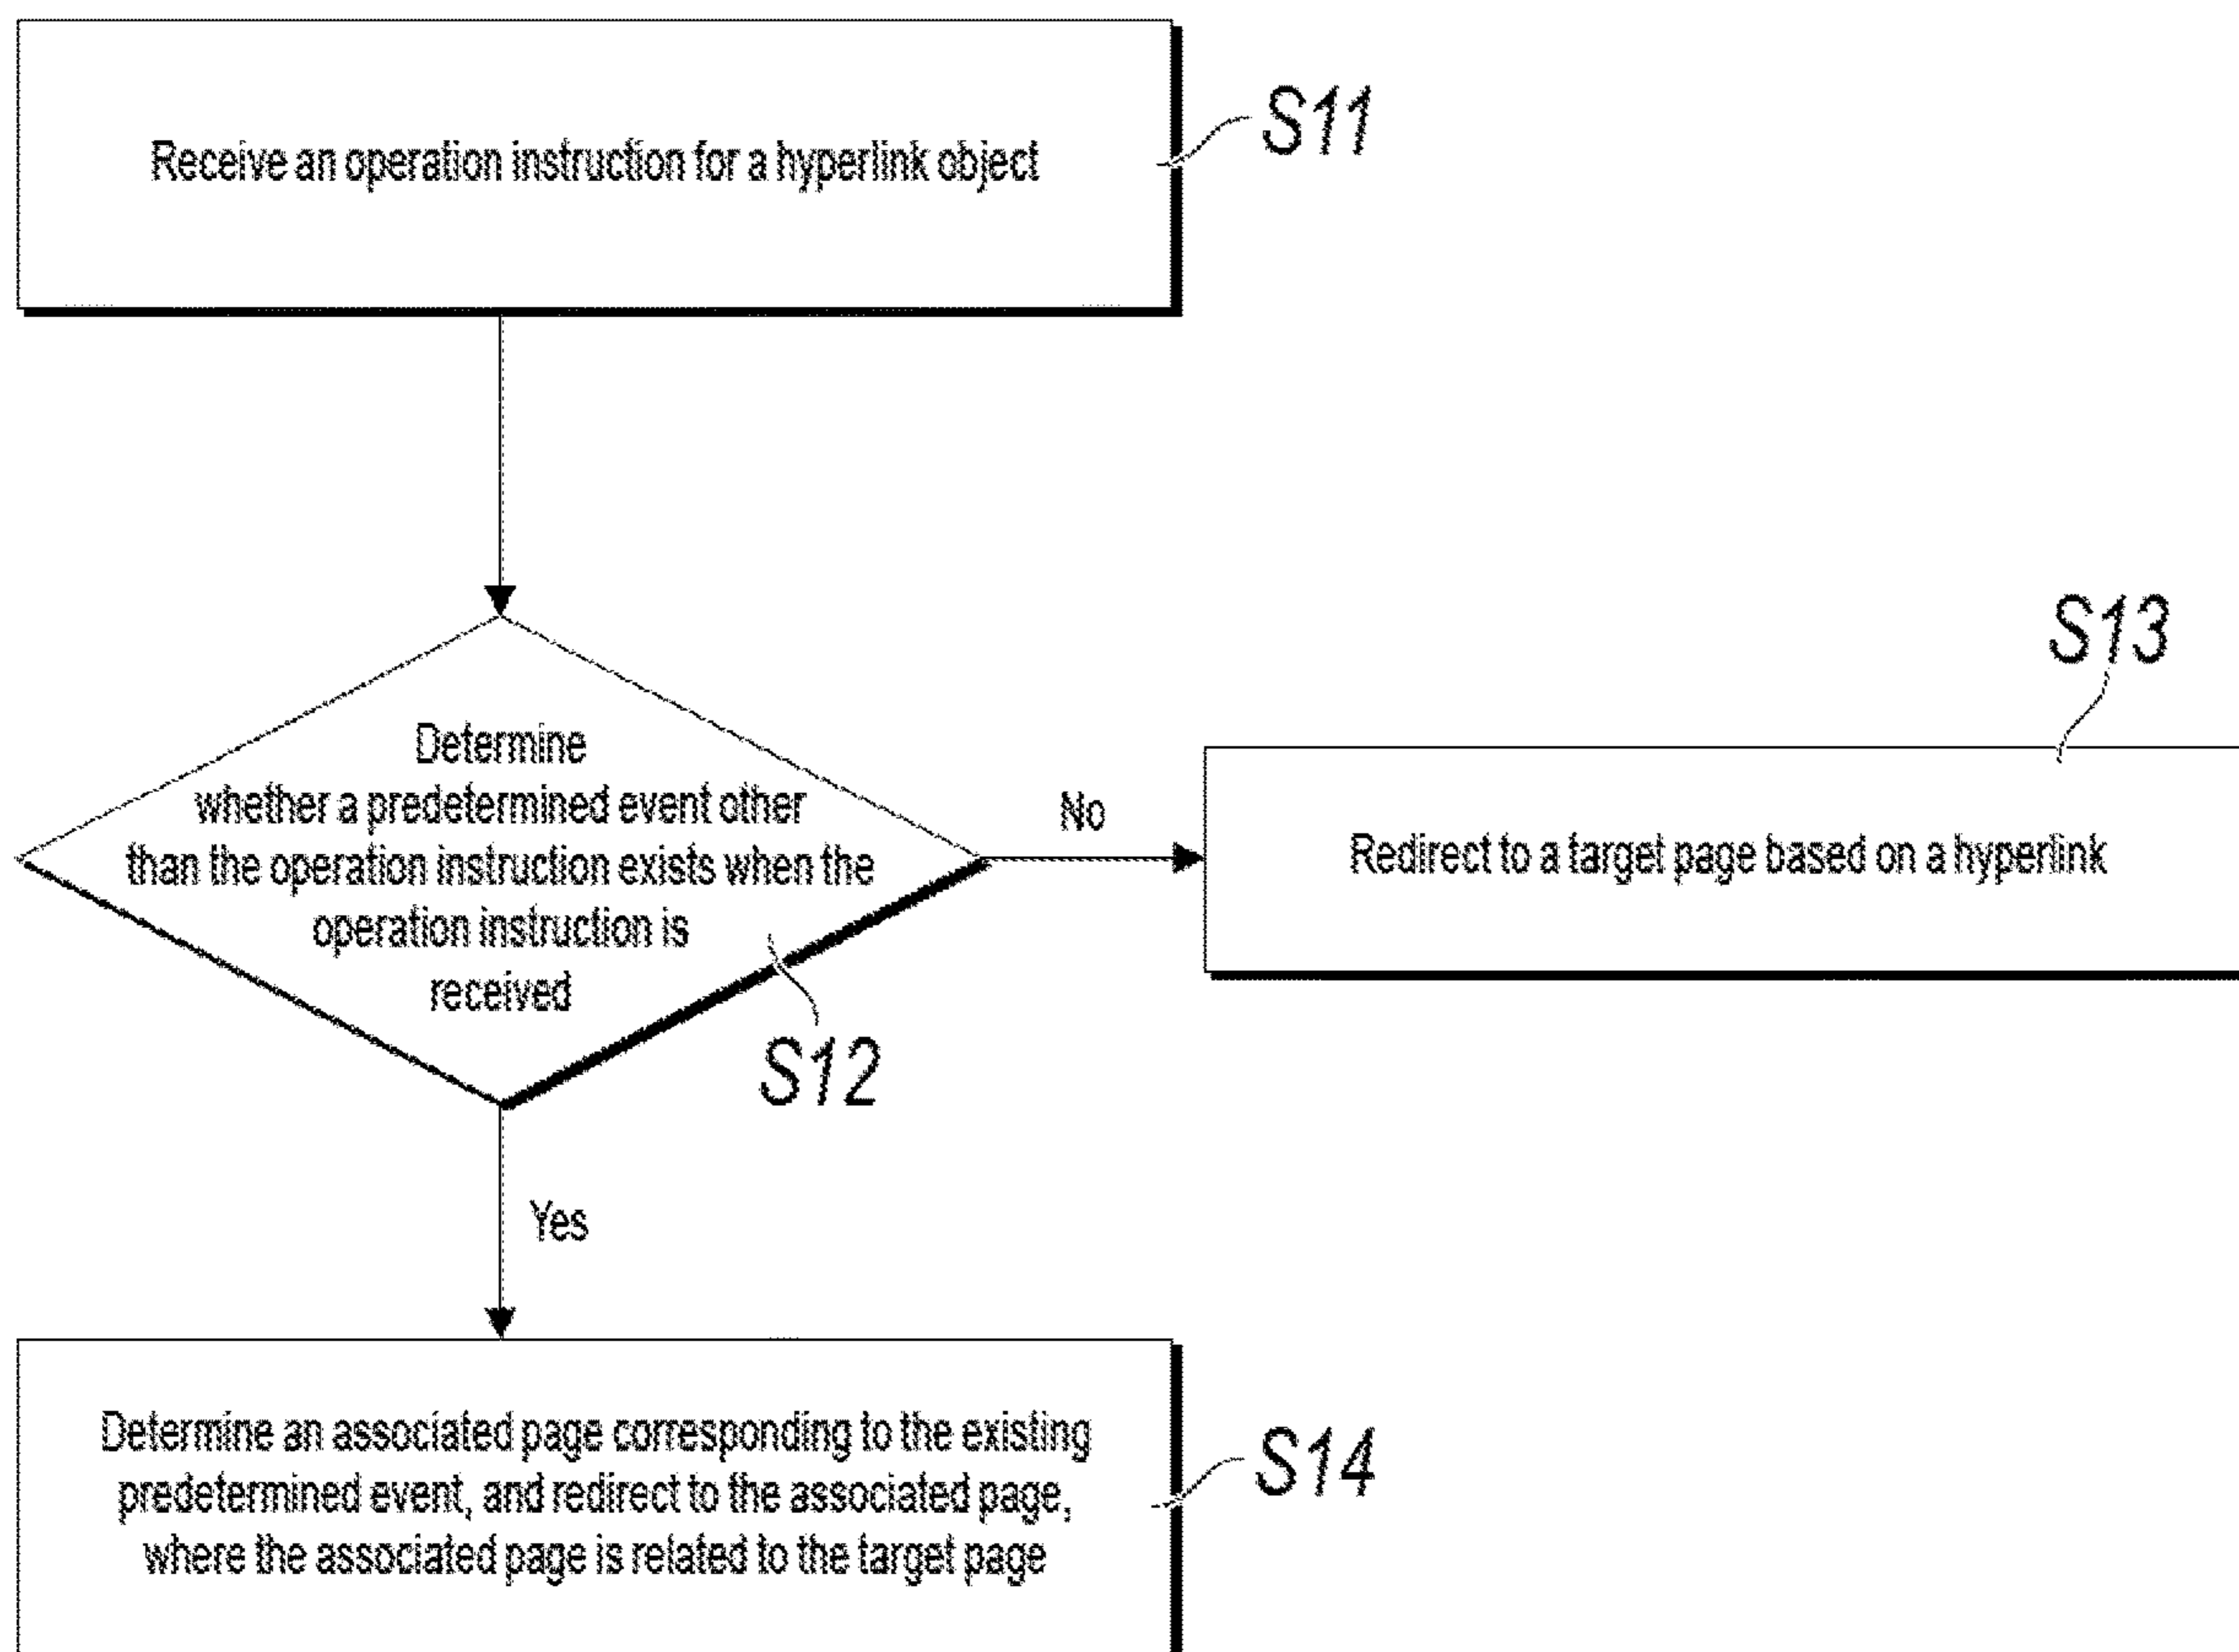 Receive an operation instruction for a hyperlink object
S11
Determine
whether a predetermined event other
than the operation instruction exists when the
operation instruction is
received
S12
No
S13
Redirect to a target page based on a hyperlink
Yes
Determine an associated page corresponding to the existing
predetermined event, and redirect to the associated page,
where the associated page is related to the target page
S14